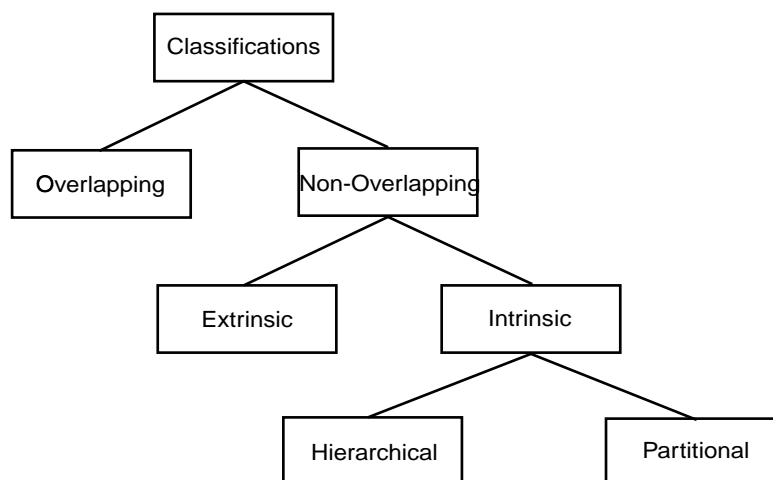 Classifications
Overlapping
Non-Overlapping
Extrinsic
Intrinsic
Hierarchical
Partitional